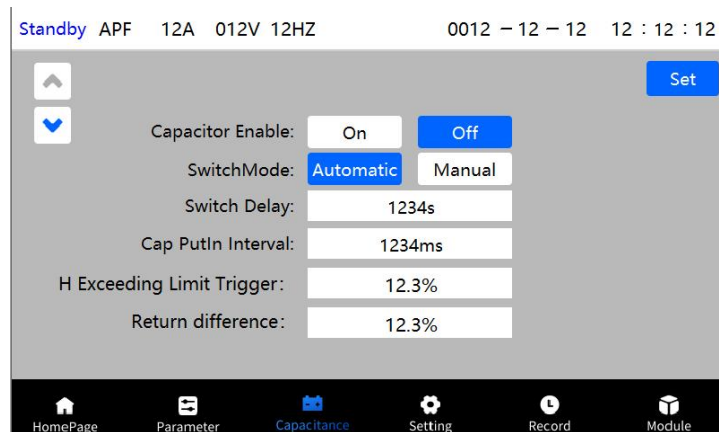 Standby APF 12A 012V 12HZ 0012 - 12 - 12 12 : 12 : 12
Set
Capacitor Enable: On Off
SwitchMode: Automatic Manual
Switch Delay: 1234s
Cap PutIn Interval: 1234ms
H Exceeding Limit Trigger: 12.3%
Return difference: 12.3%
HomePage Parameter Capacitance Setting Record Module